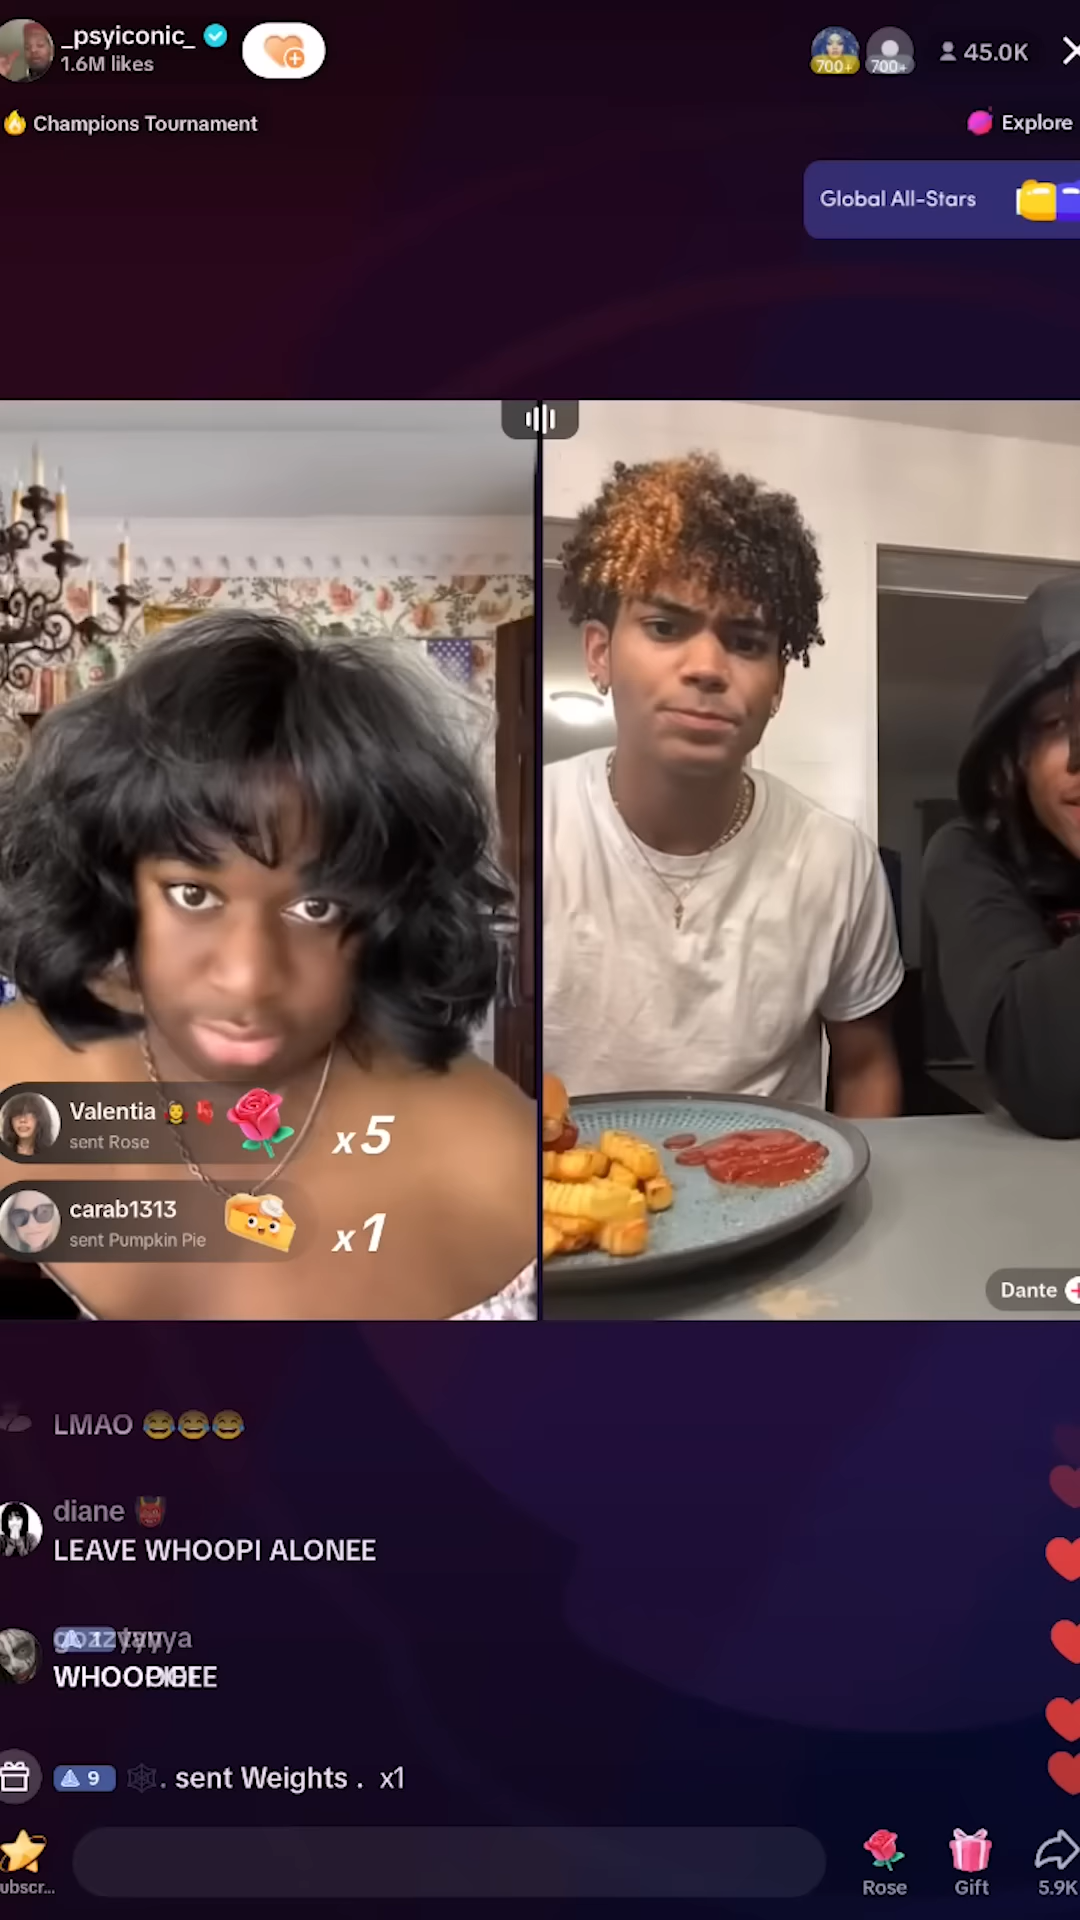 _psyiconic_
1.6M likes
700+
700+
45.0K
Champions Tournament
Explore
Global All-Stars
Valentia
sent Rose
x5
carab1313
sent Pumpkin Pie
x1
Dante
LMAO 😂😂😂
diane 👹
LEAVE WHOOPI ALONEE
9 🕸. sent Weights . x1
ubscr...
Rose
Gift
5.9K